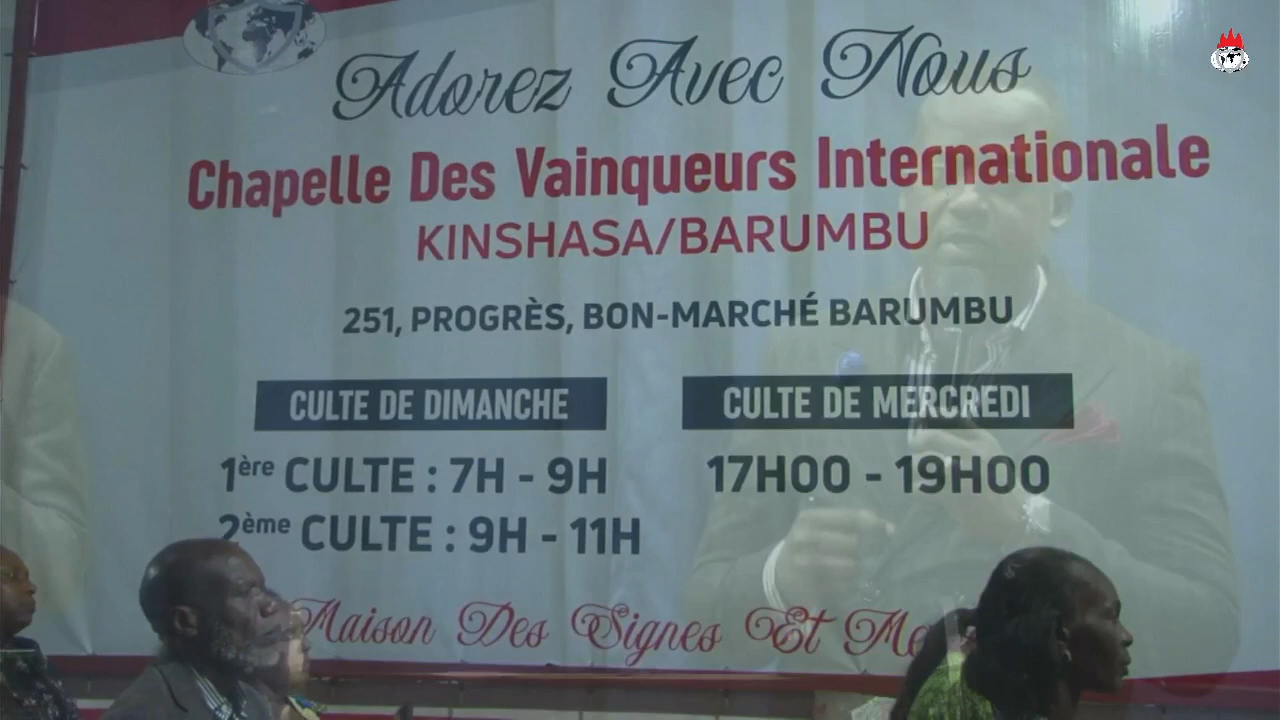 Adorez Avec Nous
Chapelle Des Vainqueurs Internationale
KINSHASA/BARUMBU
251, PROGRÈS, BON-MARCHÉ BARUMBU
CULTE DE DIMANCHE
1ère CULTE : 7H - 9H
2ème CULTE : 9H - 11H
CULTE DE MERCREDI
17H00 - 19H00
Maison Des Signes Et